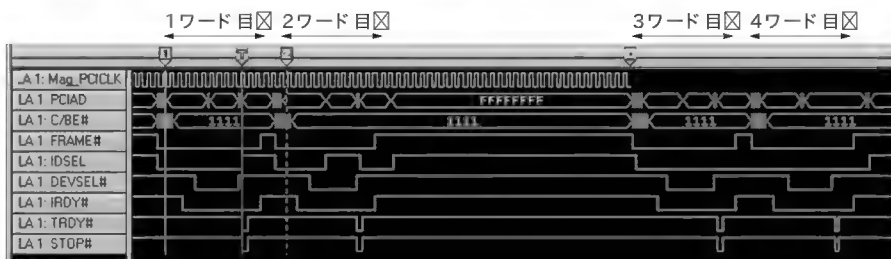 1ワード目 2ワード目 3ワード目 4ワード目
LA 1: Mag_PCICLK
LA 1 PCIAD FFFFFFFF
LA 1: C/BE# 1111 1111 1111 1111
LA 1 FRAME#
LA 1: IDSEL
LA 1 DEVSEL#
LA 1: IRDY#
LA 1: TRDY#
LA 1 STOP#